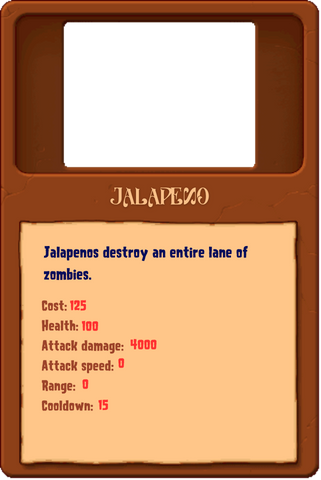 JALAPENO
Jalapenos destroy an entire lane of
zombies.
Cost: 125
Health: 100
Attack damage: 4000
Attack speed: 0
Range: 0
Cooldown: 15